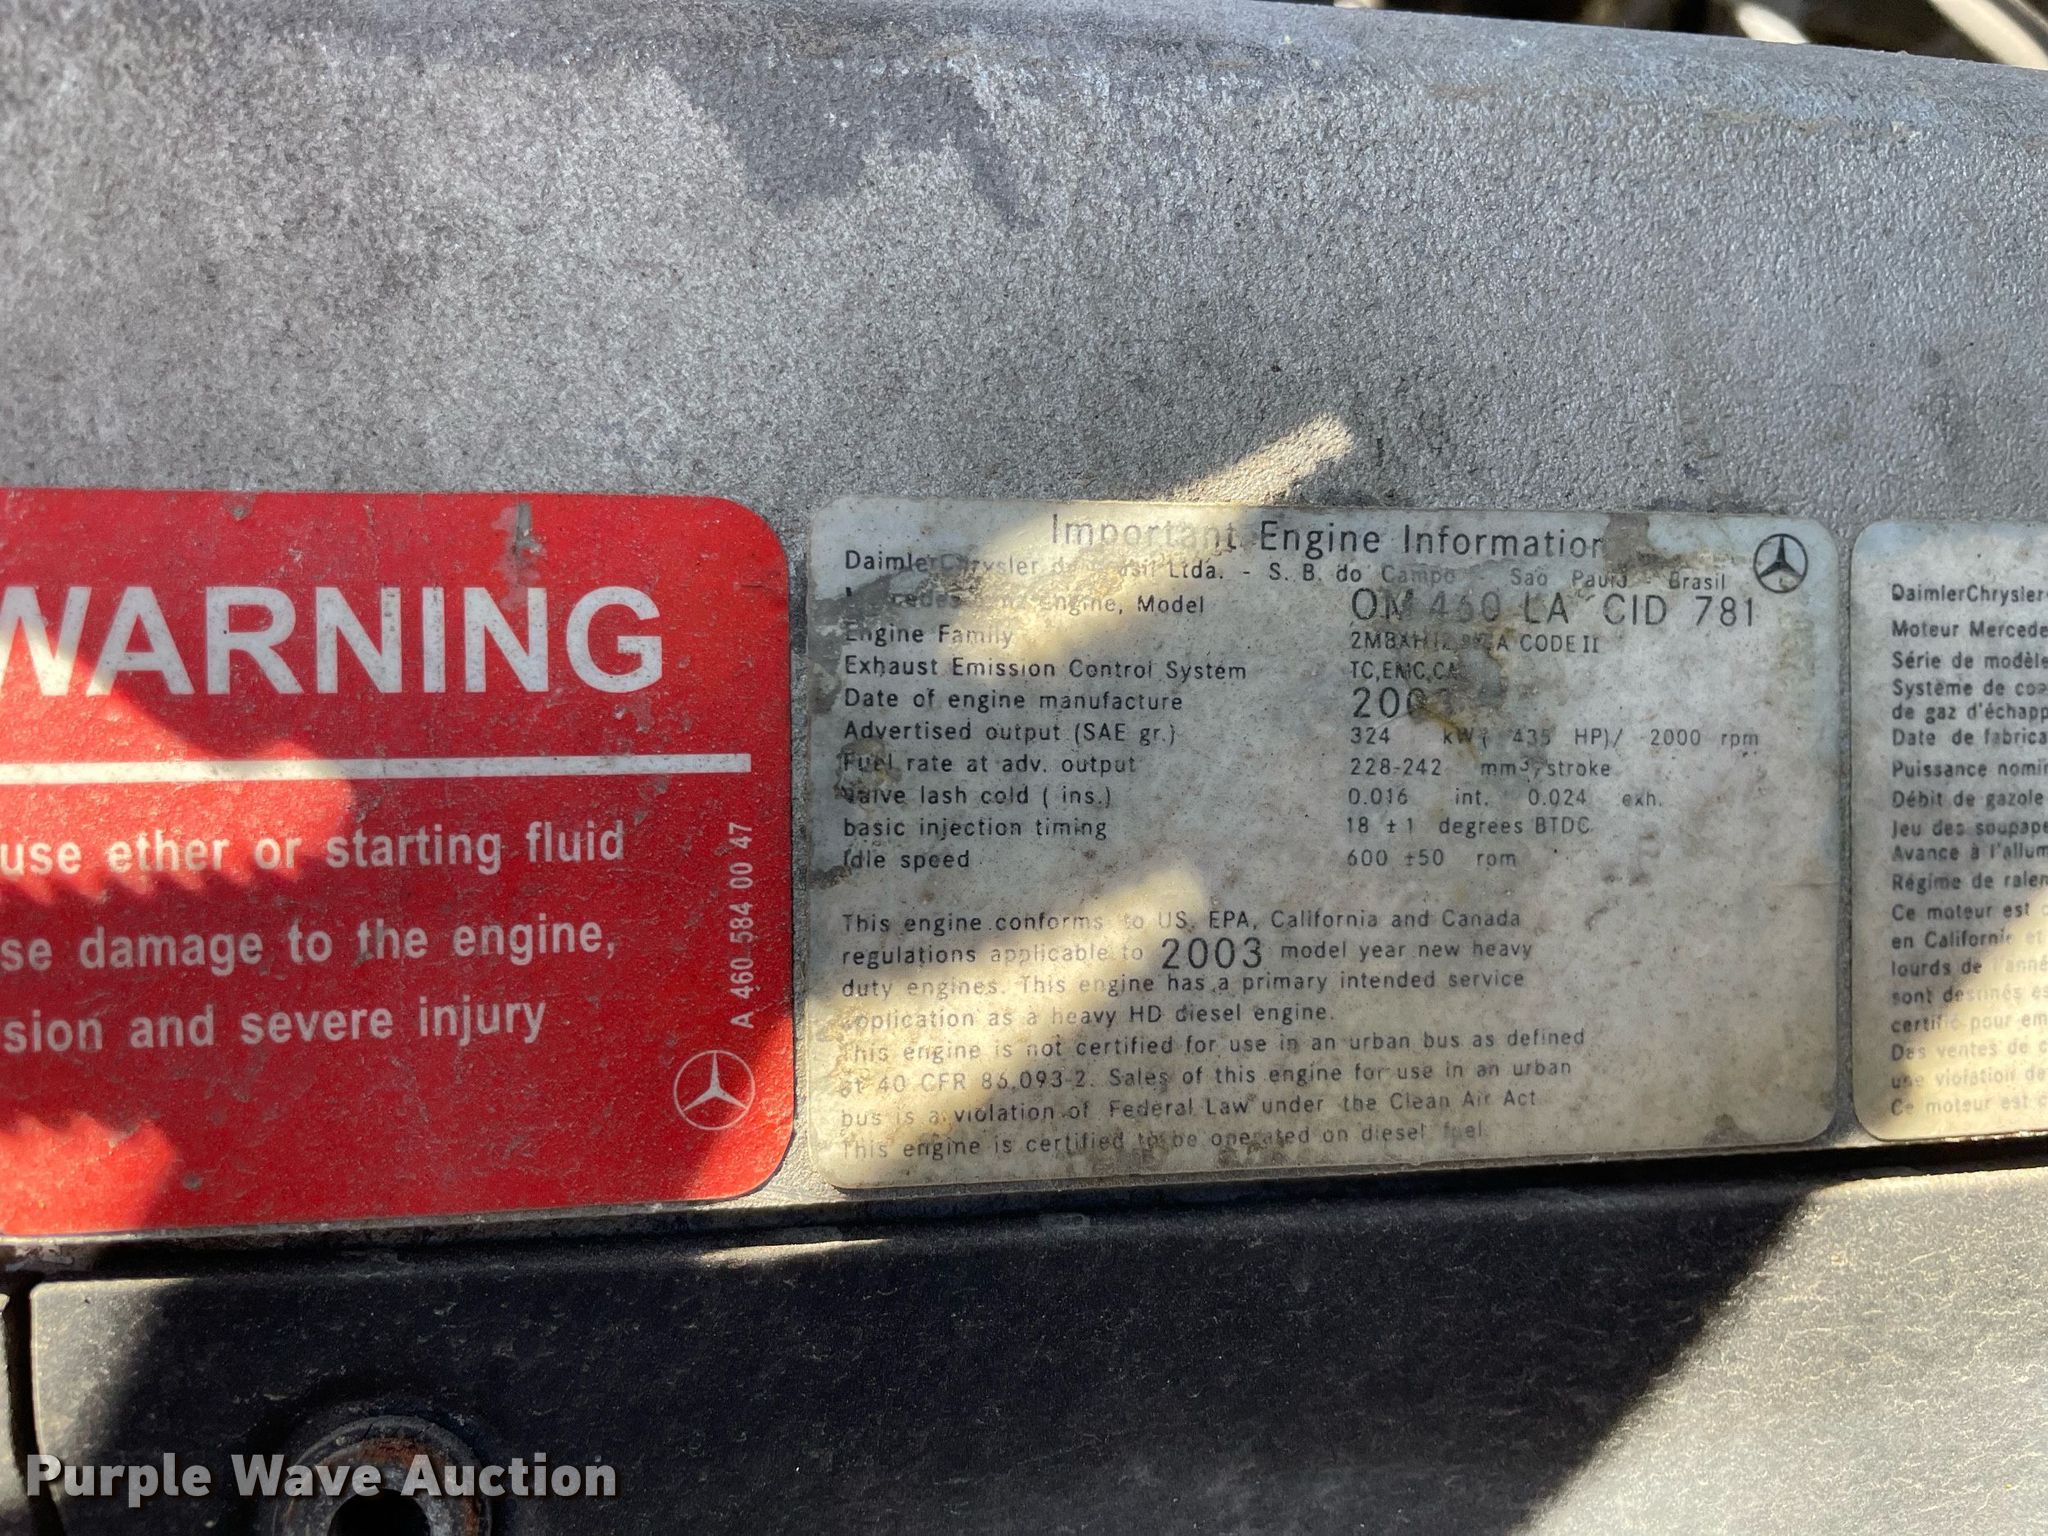 WARNING
use ether or starting fluid
se damage to the engine,
sion and severe injury
A 460 584 00 47
Important Engine Information
DaimlerChrysler do Brasil Ltda. - S. B. do Campo - Sao Paulo - Brasil
Mercedes Benz engine, Model OM 460 LA CID 781
Engine Family CODE II
Exhaust Emission Control System TC,EMC,CA
Date of engine manufacture 2003
Advertised output (SAE gr.) 324 kW( 435 HP)/ 2000 rpm
Fuel rate at adv. output 228-242 mm³/stroke
Valve lash cold ( ins.) 0.016 int. 0.024 exh.
basic injection timing 18 ±1 degrees BTDC
Idle speed 600 ±50 rpm
This engine conforms to US, EPA, California and Canada
regulations applicable to 2003 model year new heavy
duty engines. This engine has a primary intended service
application as a heavy HD diesel engine.
This engine is not certified for use in an urban bus as defined
at 40 CFR 86,093-2. Sales of this engine for use in an urban
bus is a violation of Federal Law under the Clean Air Act
This engine is certified to be operated on diesel fuel
DaimlerChrysler
Moteur Mercede
Série de modèle
Système de
de gaz d'échapp
Date de fabrica
Puissance nomin
Débit de gazole
Jeu des soupape
Avance à l'allum
Régime de ralen
Ce moteur est
en Californie et
lourds de l'anné
sont destinés es
certifié pour em
Des ventes de c
une violation de
Ce moteur est c
Purple Wave Auction